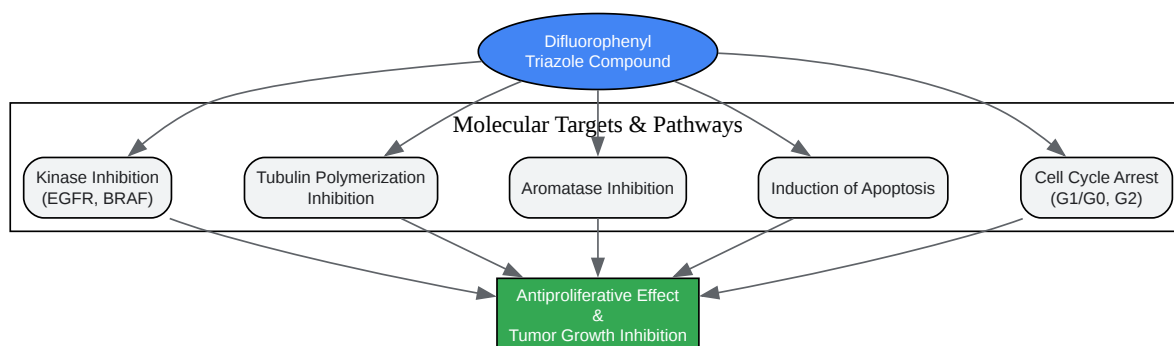 Difluorophenyl
Triazole Compound
Molecular Targets & Pathways
Kinase Inhibition
(EGFR, BRAF)
Tubulin Polymerization
Inhibition
Aromatase Inhibition
Induction of Apoptosis
Cell Cycle Arrest
(G1/G0, G2)
Antiproliferative Effect
&
Tumor Growth Inhibition